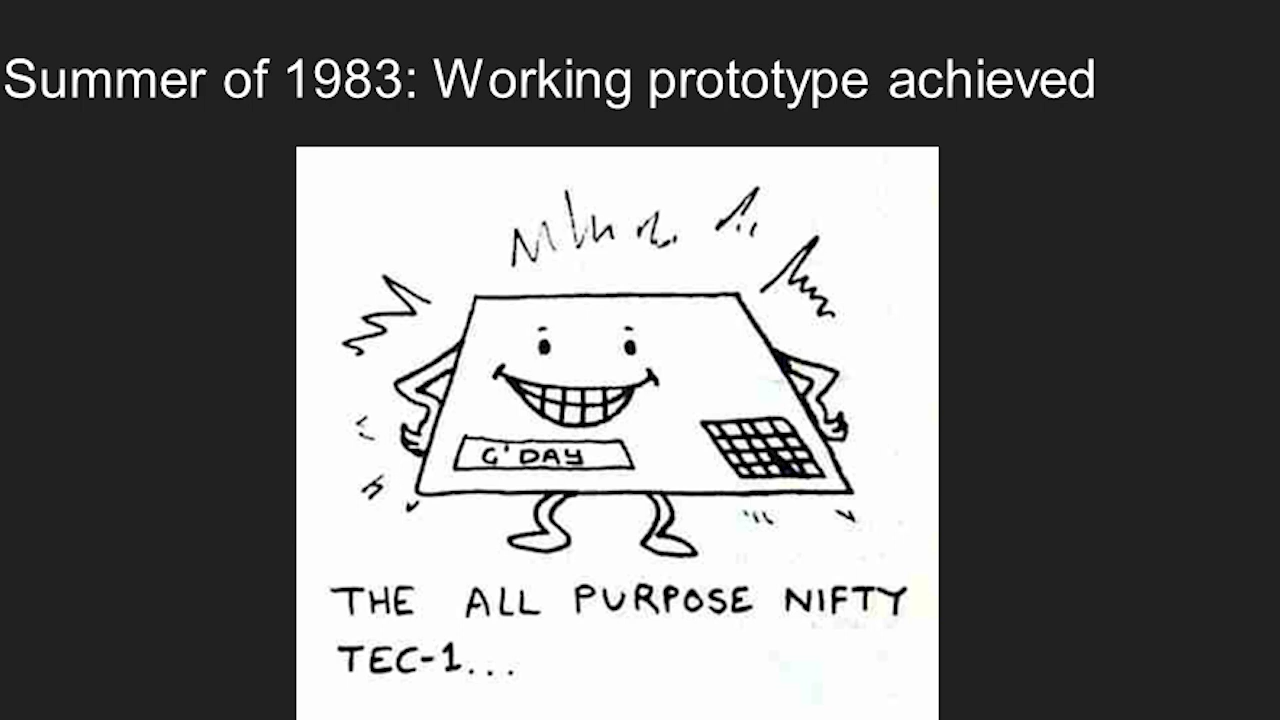 Summer of 1983: Working prototype achieved
G'DAY
THE ALL PURPOSE NIFTY
TEC-1...